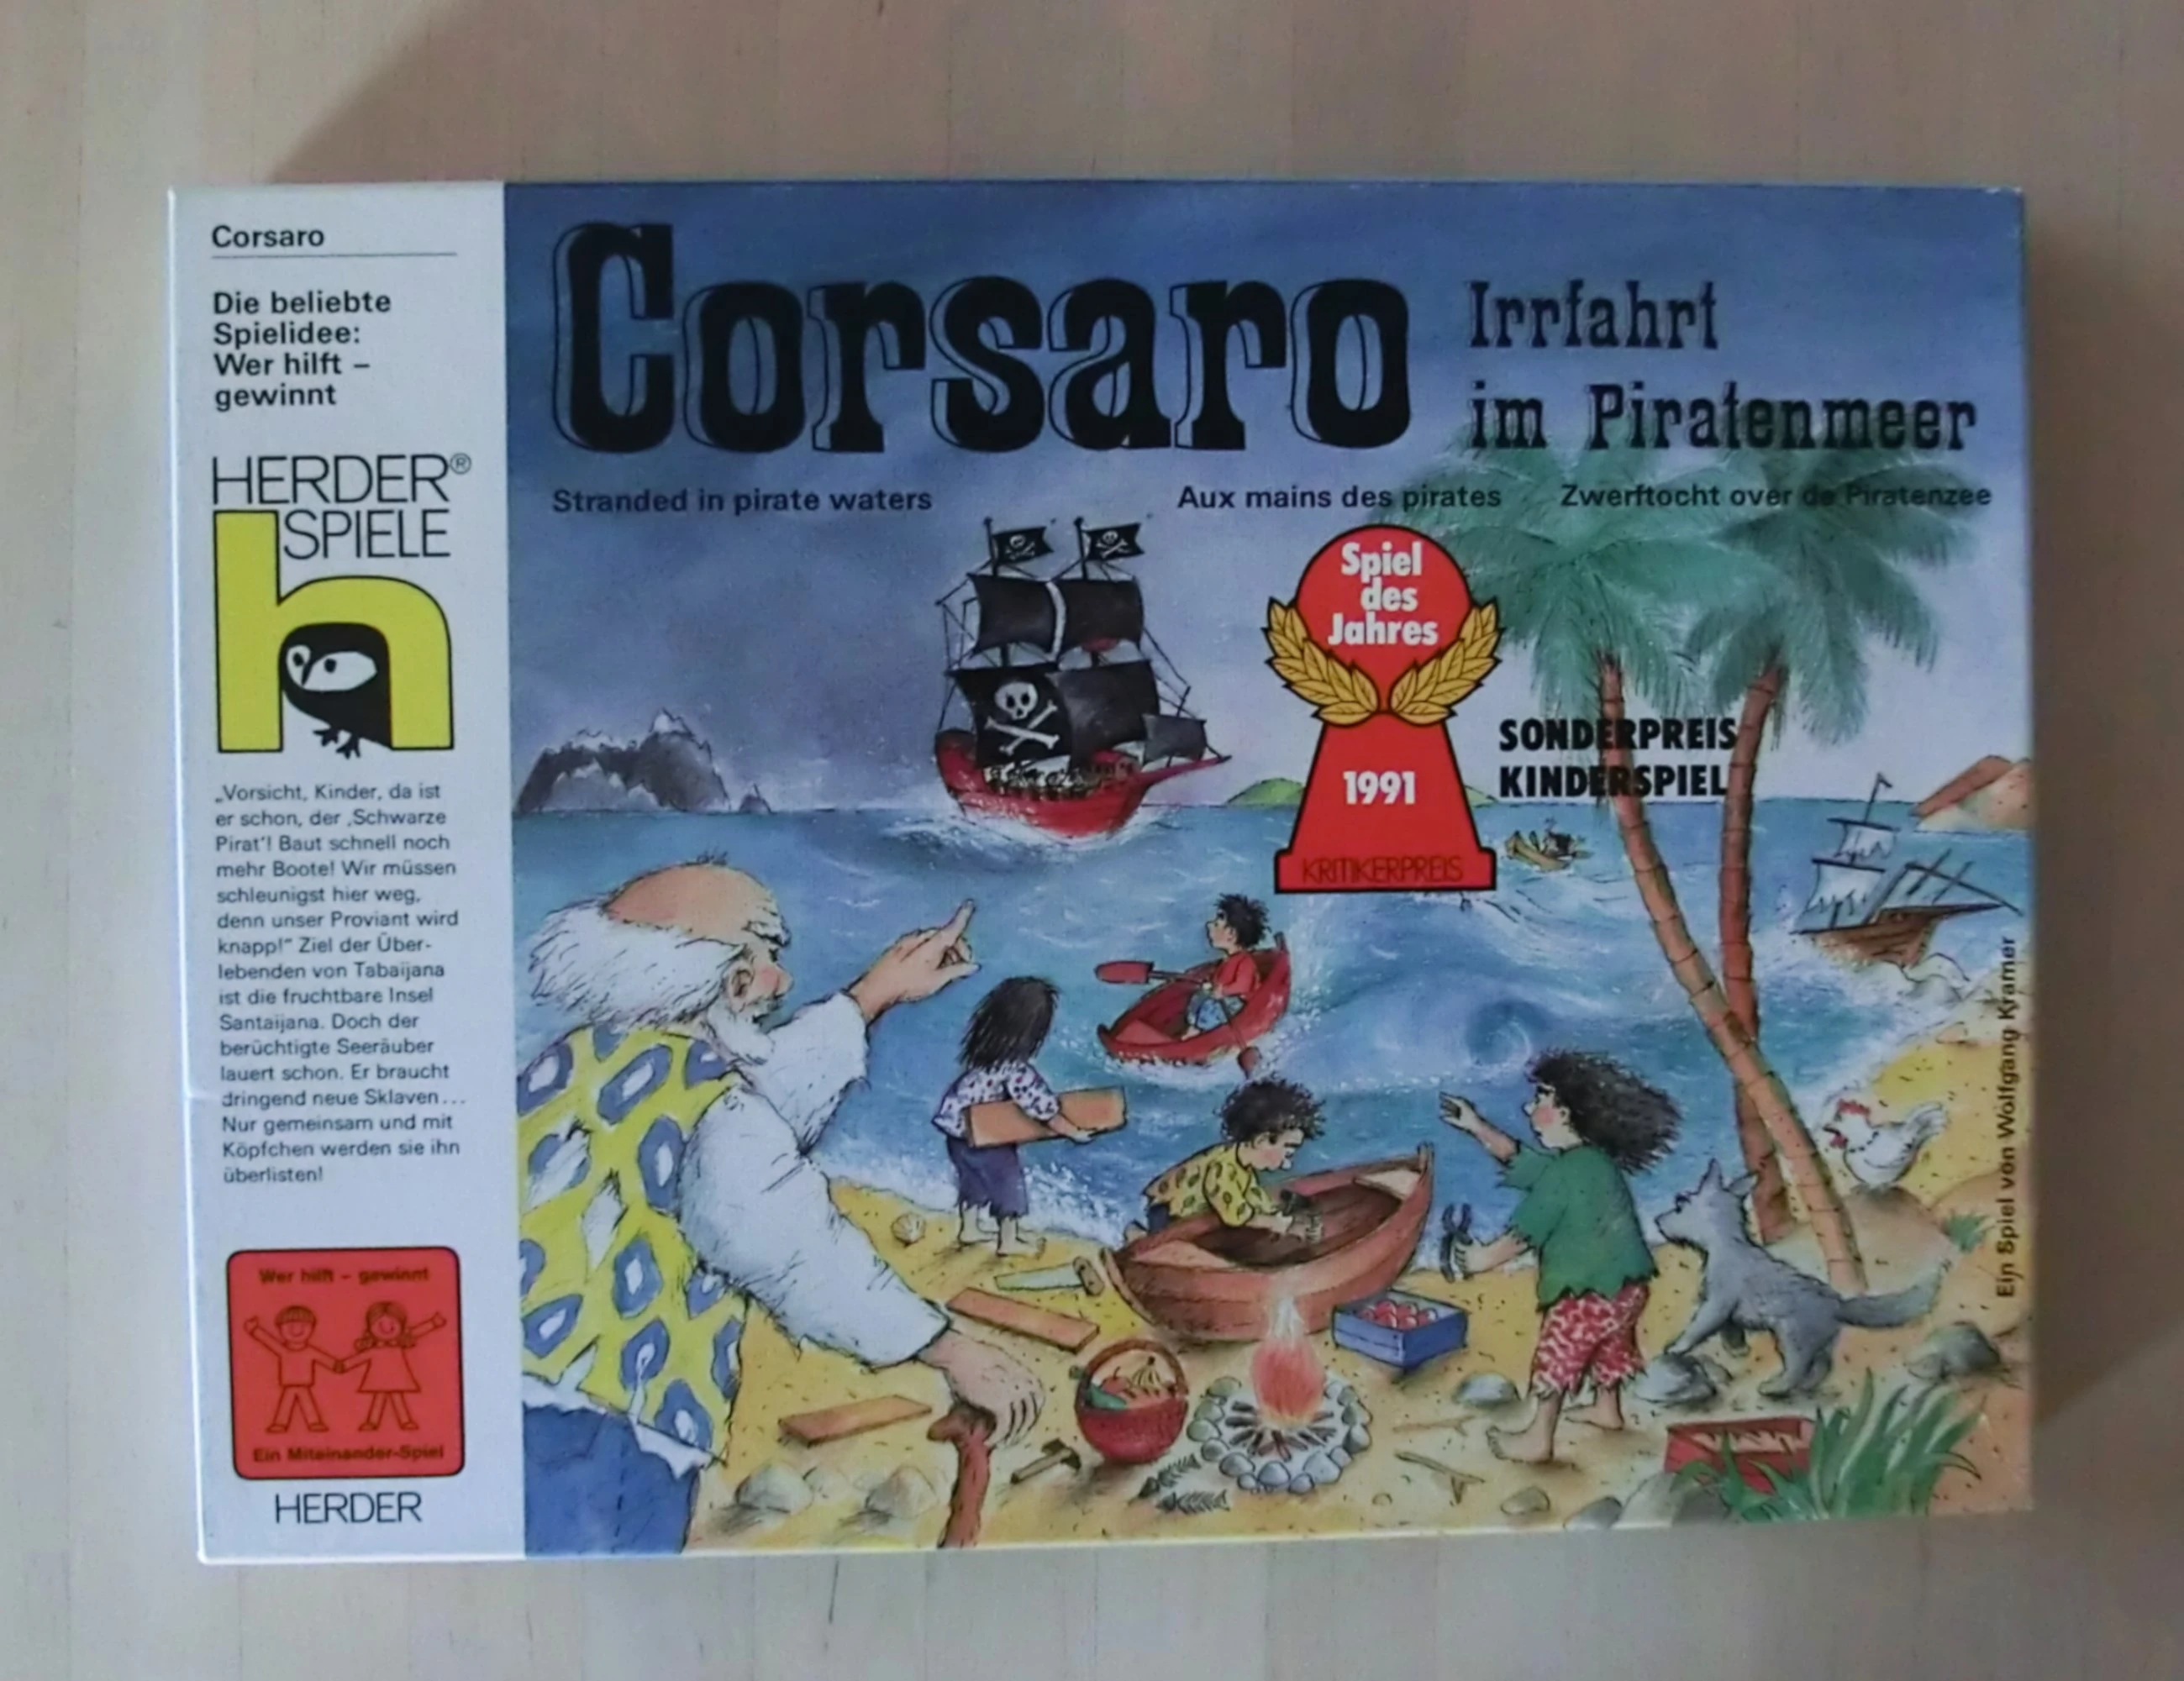 Corsaro
Die beliebte
Spielidee:
Wer hilft –
gewinnt
HERDER®
SPIELE
h
„Vorsicht, Kinder, da ist
er schon, der ‚Schwarze
Pirat‘! Baut schnell noch
mehr Boote! Wir müssen
schleunigst hier weg,
denn unser Proviant wird
knapp!“ Ziel der Über-
lebenden von Tabaijana
ist die fruchtbare Insel
Santaijana. Doch der
berüchtigte Seeräuber
lauert schon. Er braucht
dringend neue Sklaven...
Nur gemeinsam und mit
Köpfchen werden sie ihn
überlisten!
Wer hilft – gewinnt
Ein Miteinander-Spiel
HERDER
Corsaro
Irrfahrt
im Piratenmeer
Stranded in pirate waters
Aux mains des pirates
Zwerftocht over de Piratenzee
Spiel
des
Jahres
1991
KRITIKERPREIS
SONDERPREIS
KINDERSPIEL
Ein Spiel von Wolfgang Kramer